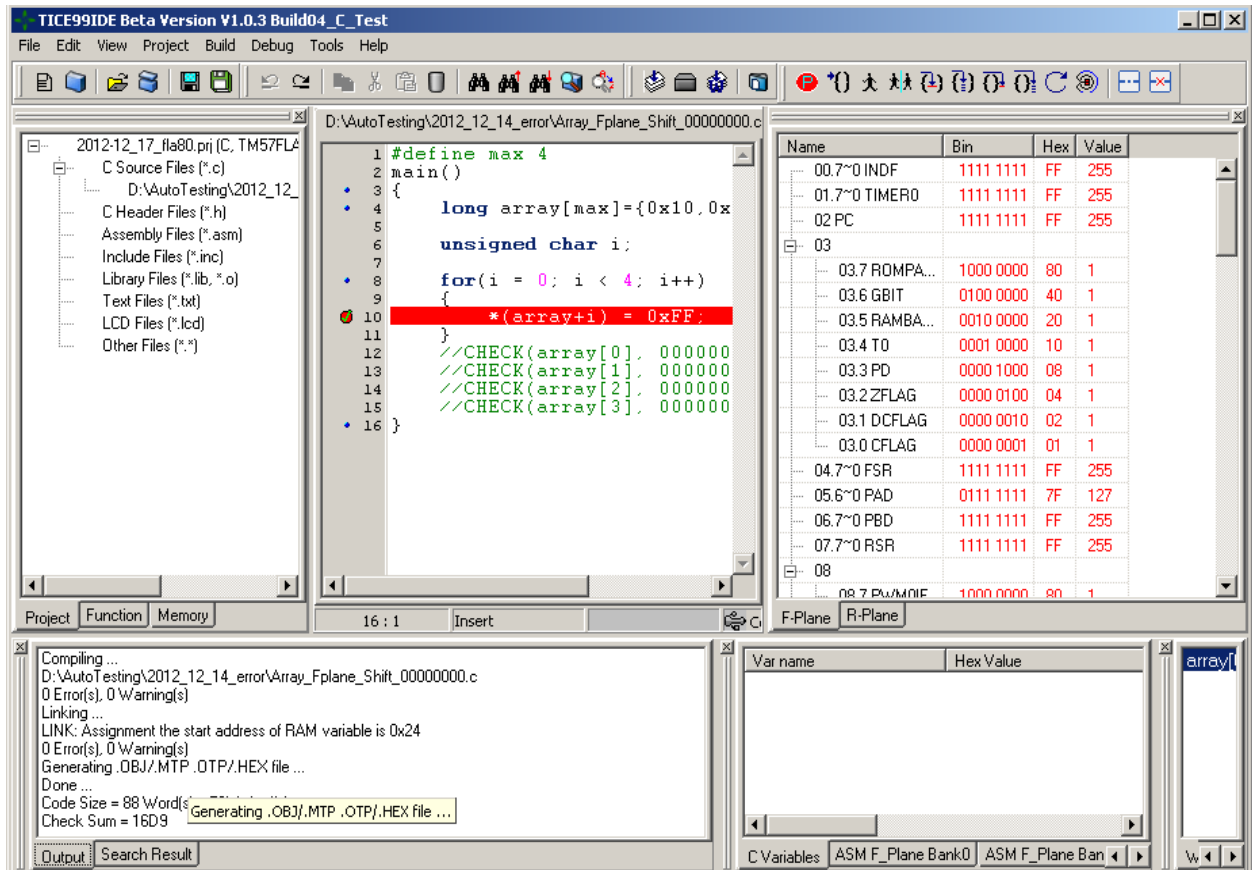 TICE99IDE Beta Version V1.0.3 Build04_C_Test
File Edit View Project Build Debug Tools Help
2012-12_17_fla80.prj (C, TM57FLA
C Source Files (*.c)
D:\AutoTesting\2012_12_
C Header Files (*.h)
Assembly Files (*.asm)
Include Files (*.inc)
Library Files (*.lib, *.o)
Text Files (*.txt)
LCD Files (*.lcd)
Other Files (*.*)
Project Function Memory
D:\AutoTesting\2012_12_14_error\Array_Fplane_Shift_00000000.c
1 #define max 4
2 main()
3 {
4 long array[max]={0x10,0x
5
6 unsigned char i;
7
8 for(i = 0; i < 4; i++)
9 {
10 *(array+i) = 0xFF;
11 }
12 //CHECK(array[0], 000000
13 //CHECK(array[1], 000000
14 //CHECK(array[2], 000000
15 //CHECK(array[3], 000000
16 }
16 : 1 Insert
Name Bin Hex Value
00.7~0 INDF 1111 1111 FF 255
01.7~0 TIMER0 1111 1111 FF 255
02 PC 1111 1111 FF 255
03
03.7 ROMPA... 1000 0000 80 1
03.6 GBIT 0100 0000 40 1
03.5 RAMBA... 0010 0000 20 1
03.4 TO 0001 0000 10 1
03.3 PD 0000 1000 08 1
03.2 ZFLAG 0000 0100 04 1
03.1 DCFLAG 0000 0010 02 1
03.0 CFLAG 0000 0001 01 1
04.7~0 FSR 1111 1111 FF 255
05.6~0 PAD 0111 1111 7F 127
06.7~0 PBD 1111 1111 FF 255
07.7~0 RSR 1111 1111 FF 255
08
08.7 PWM0IE 1000 0000 80 1
F-Plane R-Plane
Compiling ...
D:\AutoTesting\2012_12_14_error\Array_Fplane_Shift_00000000.c
0 Error(s), 0 Warning(s)
Linking ...
LINK: Assignment the start address of RAM variable is 0x24
0 Error(s), 0 Warning(s)
Generating .OBJ/.MTP .OTP/.HEX file ...
Done ...
Code Size = 88 Word(s
Generating .OBJ/.MTP .OTP/.HEX file ...
Check Sum = 16D9
Output Search Result
Var name Hex Value
C Variables ASM F_Plane Bank0 ASM F_Plane Ban
array[
W